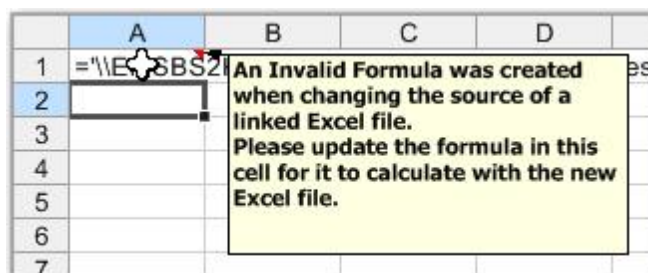 A B C D
1 ='\\E
2
3
4
5
6
7
An Invalid Formula was created
when changing the source of a
linked Excel file.
Please update the formula in this
cell for it to calculate with the new
Excel file.